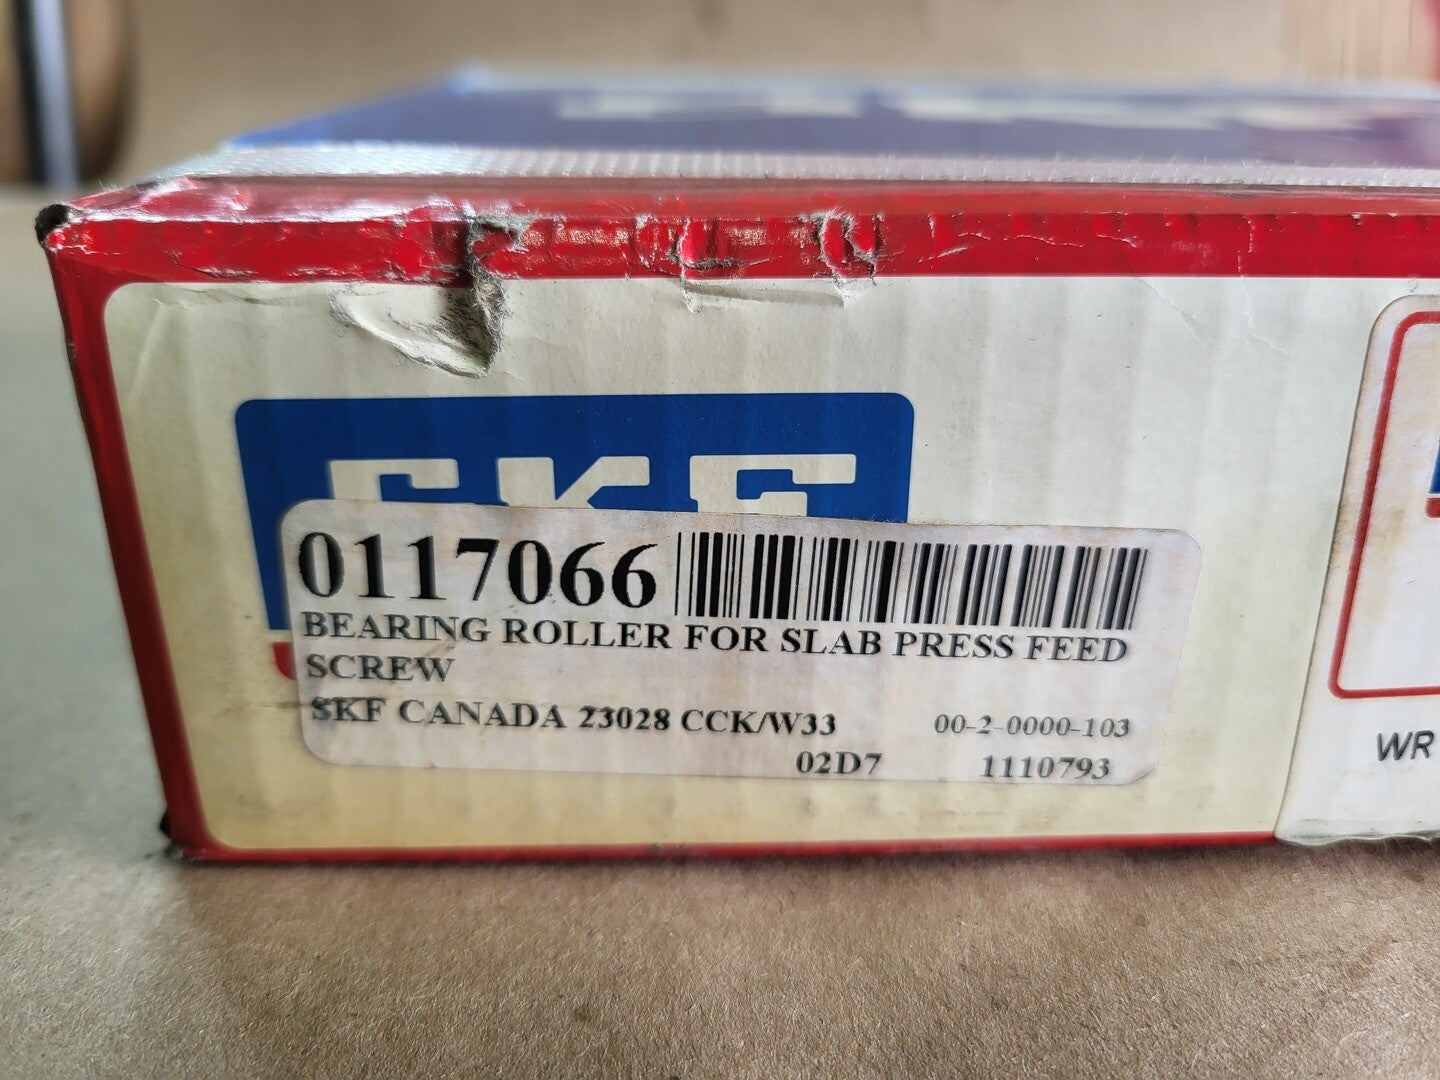 SKF
0117066
BEARING ROLLER FOR SLAB PRESS FEED
SCREW
SKF CANADA 23028 CCK/W33 00-2-0000-103
02D7 1110793
WR